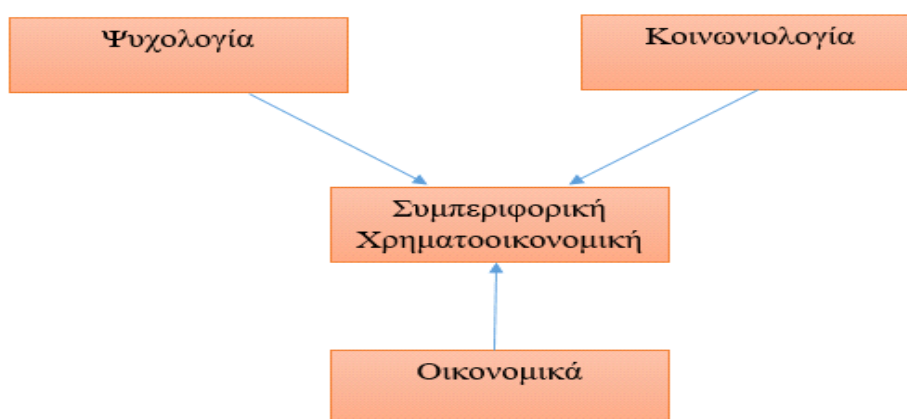 Ψυχολογία
Κοινωνιολογία
Συμπεριφορική
Χρηματοοικονομική
Οικονομικά